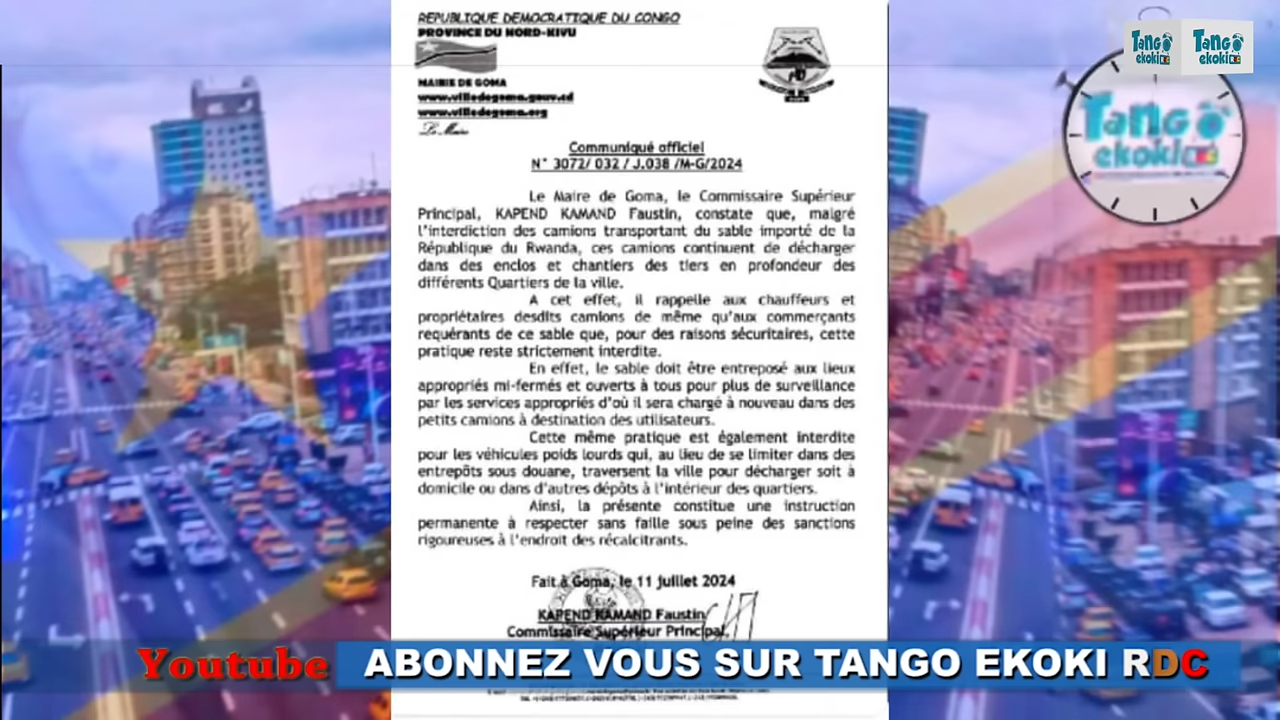 REPUBLIQUE DEMOCRATIQUE DU CONGO
PROVINCE DU NORD-KIVU
MAIRIE DE GOMA
www.villedegoma.gouv.cd
www.villedegoma.org
Le Maire
Tango
ekoki
Tango
ekoki
Tango
ekoki
Communiqué officiel
N° 3072/ 032 / J.038 /M-G/2024
Le Maire de Goma, le Commissaire Supérieur
Principal, KAPEND KAMAND Faustin, constate que, malgré
l'interdiction des camions transportant du sable importé de la
République du Rwanda, ces camions continuent de décharger
dans des enclos et chantiers des tiers en profondeur des
différents Quartiers de la ville.
A cet effet, il rappelle aux chauffeurs et
propriétaires desdits camions de même qu'aux commerçants
requérants de ce sable que, pour des raisons sécuritaires, cette
pratique reste strictement interdite.
En effet, le sable doit être entreposé aux lieux
appropriés mi-fermés et ouverts à tous pour plus de surveillance
par les services appropriés d'où il sera chargé à nouveau dans des
petits camions à destination des utilisateurs.
Cette même pratique est également interdite
pour les véhicules poids lourds qui, au lieu de se limiter dans des
entrepôts sous douane, traversent la ville pour décharger soit à
domicile ou dans d'autres dépôts à l'intérieur des quartiers.
Ainsi, la présente constitue une instruction
permanente à respecter sans faille sous peine des sanctions
rigoureuses à l'endroit des récalcitrants.
Fait à Goma, le 11 juillet 2024
KAPEND KAMAND Faustin
Commissaire Supérieur Principal
Youtube
ABONNEZ VOUS SUR TANGO EKOKI RDC